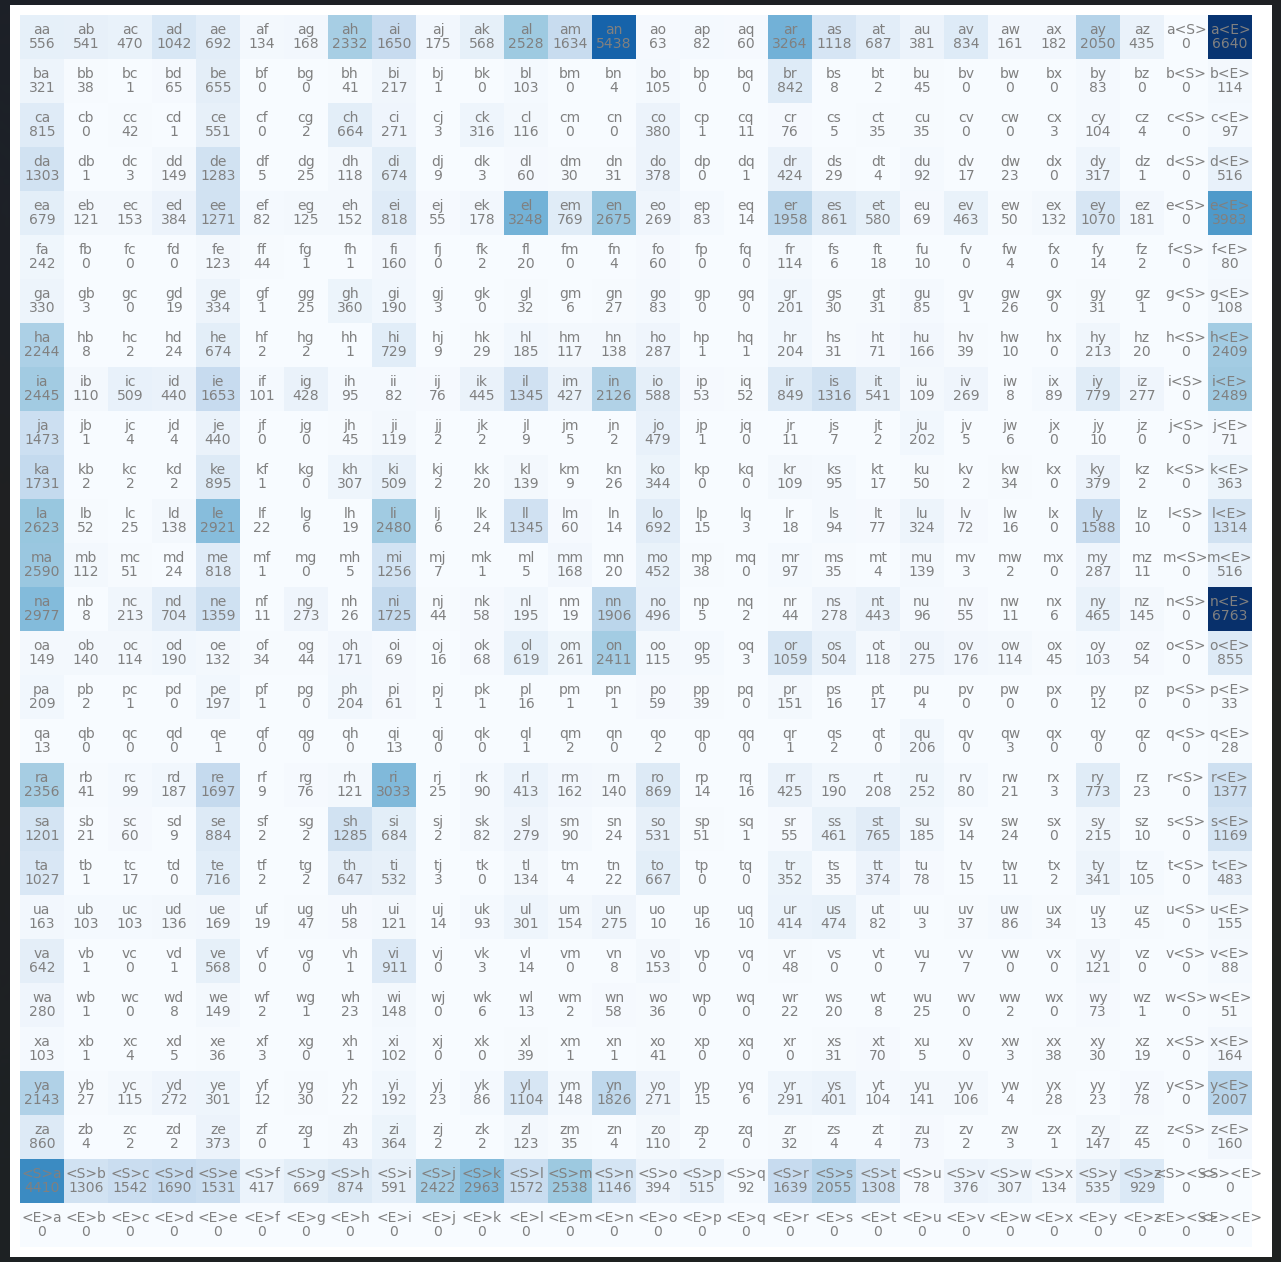 aa ab ac ad ae af ag ah ai aj ak al am an ao ap aq ar as at au av aw ax ay az a<S> a<E>
556 541 470 1042 692 134 168 2332 1650 175 568 2528 1634 5438 63 82 60 3264 1118 687 381 834 161 182 2050 435 0 6640
ba bb bc bd be bf bg bh bi bj bk bl bm bn bo bp bq br bs bt bu bv bw bx by bz b<S> b<E>
321 38 1 65 655 0 0 41 217 1 0 103 0 4 105 0 0 842 8 2 45 0 0 0 83 0 0 114
ca cb cc cd ce cf cg ch ci cj ck cl cm cn co cp cq cr cs ct cu cv cw cx cy cz c<S> c<E>
815 0 42 1 551 0 2 664 271 3 316 116 0 0 380 1 11 76 5 35 35 0 0 3 104 4 0 97
da db dc dd de df dg dh di dj dk dl dm dn do dp dq dr ds dt du dv dw dx dy dz d<S> d<E>
1303 1 3 149 1283 5 25 118 674 9 3 60 30 31 378 0 1 424 29 4 92 17 23 0 317 1 0 516
ea eb ec ed ee ef eg eh ei ej ek el em en eo ep eq er es et eu ev ew ex ey ez e<S> e<E>
679 121 153 384 1271 82 125 152 818 55 178 3248 769 2675 269 83 14 1958 861 580 69 463 50 132 1070 181 0 3983
fa fb fc fd fe ff fg fh fi fj fk fl fm fn fo fp fq fr fs ft fu fv fw fx fy fz f<S> f<E>
242 0 0 0 123 44 1 1 160 0 2 20 0 4 60 0 0 114 6 18 10 0 4 0 14 2 0 80
ga gb gc gd ge gf gg gh gi gj gk gl gm gn go gp gq gr gs gt gu gv gw gx gy gz g<S> g<E>
330 3 0 19 334 1 25 360 190 3 0 32 6 27 83 0 0 201 30 31 85 1 26 0 31 1 0 108
ha hb hc hd he hf hg hh hi hj hk hl hm hn ho hp hq hr hs ht hu hv hw hx hy hz h<S> h<E>
2244 8 2 24 674 2 2 1 729 9 29 185 117 138 287 1 1 204 31 71 166 39 10 0 213 20 0 2409
ia ib ic id ie if ig ih ii ij ik il im in io ip iq ir is it iu iv iw ix iy iz i<S> i<E>
2445 110 509 440 1653 101 428 95 82 76 445 1345 427 2126 588 53 52 849 1316 541 109 269 8 89 779 277 0 2489
ja jb jc jd je jf jg jh ji jj jk jl jm jn jo jp jq jr js jt ju jv jw jx jy jz j<S> j<E>
1473 1 4 4 440 0 0 45 119 2 2 9 5 2 479 1 0 11 7 2 202 5 6 0 10 0 0 71
ka kb kc kd ke kf kg kh ki kj kk kl km kn ko kp kq kr ks kt ku kv kw kx ky kz k<S> k<E>
1731 2 2 2 895 1 0 307 509 2 20 139 9 26 344 0 0 109 95 17 50 2 34 0 379 2 0 363
la lb lc ld le lf lg lh li lj lk ll lm ln lo lp lq lr ls lt lu lv lw lx ly lz l<S> l<E>
2623 52 25 138 2921 22 6 19 2480 6 24 1345 60 14 692 15 3 18 94 77 324 72 16 0 1588 10 0 1314
ma mb mc md me mf mg mh mi mj mk ml mm mn mo mp mq mr ms mt mu mv mw mx my mz m<S> m<E>
2590 112 51 24 818 1 0 5 1256 7 1 5 168 20 452 38 0 97 35 4 139 3 2 0 287 11 0 516
na nb nc nd ne nf ng nh ni nj nk nl nm nn no np nq nr ns nt nu nv nw nx ny nz n<S> n<E>
2977 8 213 704 1359 11 273 26 1725 44 58 195 19 1906 496 5 2 44 278 443 96 55 11 6 465 145 0 6763
oa ob oc od oe of og oh oi oj ok ol om on oo op oq or os ot ou ov ow ox oy oz o<S> o<E>
149 140 114 190 132 34 44 171 69 16 68 619 261 2411 115 95 3 1059 504 118 275 176 114 45 103 54 0 855
pa pb pc pd pe pf pg ph pi pj pk pl pm pn po pp pq pr ps pt pu pv pw px py pz p<S> p<E>
209 2 1 0 197 1 0 204 61 1 1 16 1 1 59 39 0 151 16 17 4 0 0 0 12 0 0 33
qa qb qc qd qe qf qg qh qi qj qk ql qm qn qo qp qq qr qs qt qu qv qw qx qy qz q<S> q<E>
13 0 0 0 1 0 0 0 13 0 0 1 2 0 2 0 0 1 2 0 206 0 3 0 0 0 0 28
ra rb rc rd re rf rg rh ri rj rk rl rm rn ro rp rq rr rs rt ru rv rw rx ry rz r<S> r<E>
2356 41 99 187 1697 9 76 121 3033 25 90 413 162 140 869 14 16 425 190 208 252 80 21 3 773 23 0 1377
sa sb sc sd se sf sg sh si sj sk sl sm sn so sp sq sr ss st su sv sw sx sy sz s<S> s<E>
1201 21 60 9 884 2 2 1285 684 2 82 279 90 24 531 51 1 55 461 765 185 14 24 0 215 10 0 1169
ta tb tc td te tf tg th ti tj tk tl tm tn to tp tq tr ts tt tu tv tw tx ty tz t<S> t<E>
1027 1 17 0 716 2 2 647 532 3 0 134 4 22 667 0 0 352 35 374 78 15 11 2 341 105 0 483
ua ub uc ud ue uf ug uh ui uj uk ul um un uo up uq ur us ut uu uv uw ux uy uz u<S> u<E>
163 103 103 136 169 19 47 58 121 14 93 301 154 275 10 16 10 414 474 82 3 37 86 34 13 45 0 155
va vb vc vd ve vf vg vh vi vj vk vl vm vn vo vp vq vr vs vt vu vv vw vx vy vz v<S> v<E>
642 1 0 1 568 0 0 1 911 0 3 14 0 8 153 0 0 48 0 0 7 7 0 0 121 0 0 88
wa wb wc wd we wf wg wh wi wj wk wl wm wn wo wp wq wr ws wt wu wv ww wx wy wz w<S> w<E>
280 1 0 8 149 2 1 23 148 0 6 13 2 58 36 0 0 22 20 8 25 0 2 0 73 1 0 51
xa xb xc xd xe xf xg xh xi xj xk xl xm xn xo xp xq xr xs xt xu xv xw xx xy xz x<S> x<E>
103 1 4 5 36 3 0 1 102 0 0 39 1 1 41 0 0 0 31 70 5 0 3 38 30 19 0 164
ya yb yc yd ye yf yg yh yi yj yk yl ym yn yo yp yq yr ys yt yu yv yw yx yy yz y<S> y<E>
2143 27 115 272 301 12 30 22 192 23 86 1104 148 1826 271 15 6 291 401 104 141 106 4 28 23 78 0 2007
za zb zc zd ze zf zg zh zi zj zk zl zm zn zo zp zq zr zs zt zu zv zw zx zy zz z<S> z<E>
860 4 2 2 373 0 1 43 364 2 2 123 35 4 110 2 0 32 4 4 73 2 3 1 147 45 0 160
<S>a <S>b <S>c <S>d <S>e <S>f <S>g <S>h <S>i <S>j <S>k <S>l <S>m <S>n <S>o <S>p <S>q <S>r <S>s <S>t <S>u <S>v <S>w <S>x <S>y <S>z <S><S> <S><E>
4410 1306 1542 1690 1531 417 669 874 591 2422 2963 1572 2538 1146 394 515 92 1639 2055 1308 78 376 307 134 535 929 0 0
<E>a <E>b <E>c <E>d <E>e <E>f <E>g <E>h <E>i <E>j <E>k <E>l <E>m <E>n <E>o <E>p <E>q <E>r <E>s <E>t <E>u <E>v <E>w <E>x <E>y <E>z <E><S> <E><E>
0 0 0 0 0 0 0 0 0 0 0 0 0 0 0 0 0 0 0 0 0 0 0 0 0 0 0 0